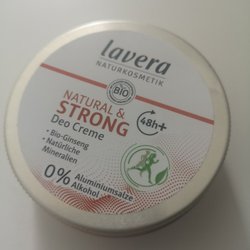 lavera
NATURKOSMETIK
BIO
NATURAL &
STRONG
Deo Creme
48h+
• Bio-Ginseng
• Natürliche
Mineralien
0% Aluminiumsalze
Alkohol